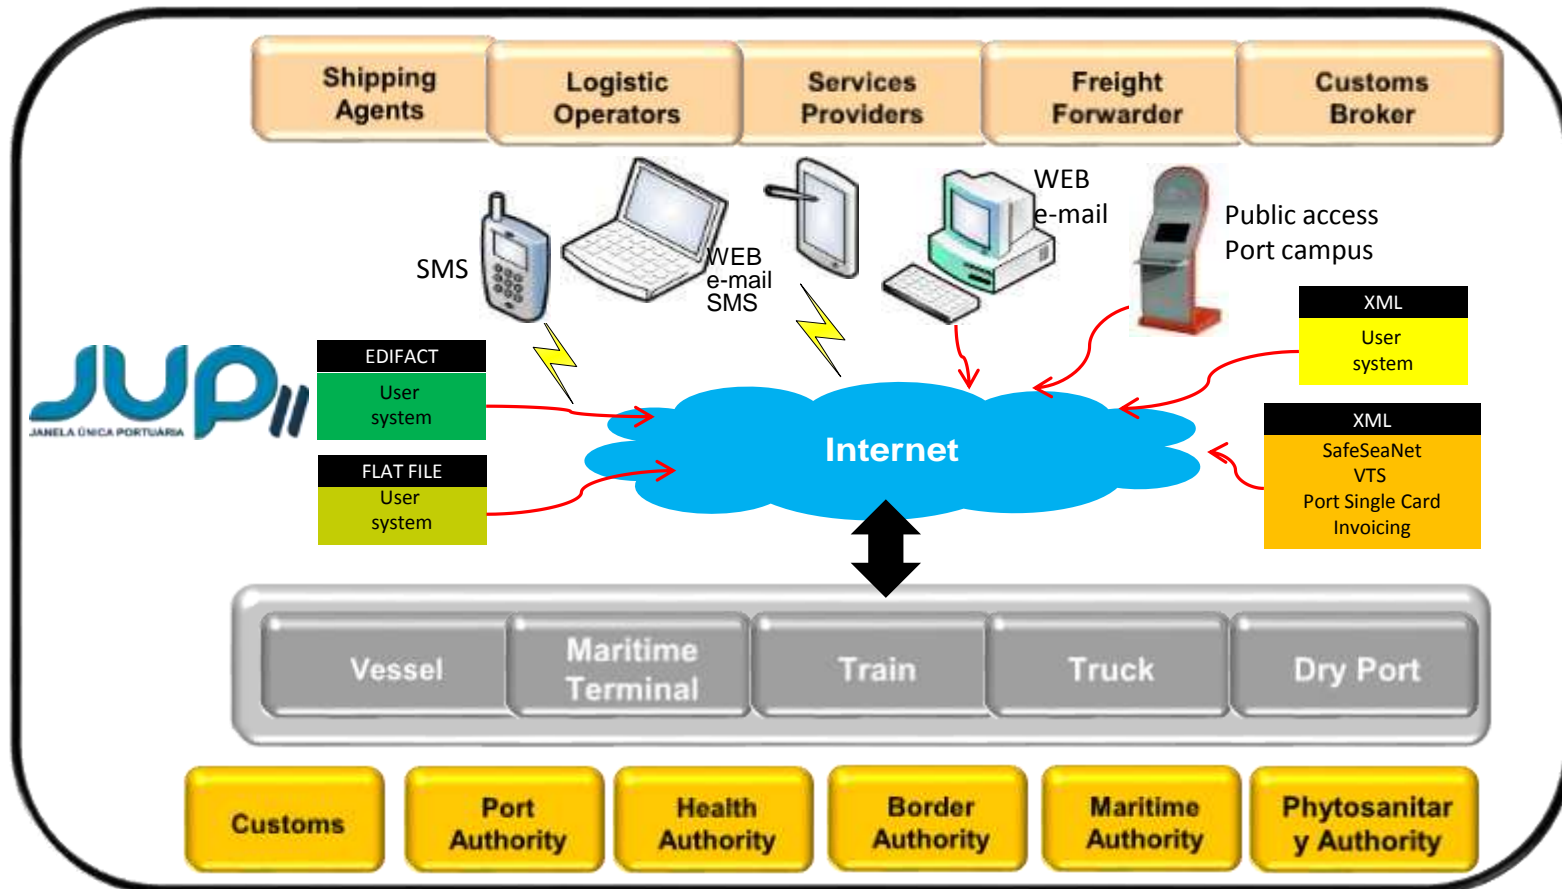 Shipping
Agents
Logistic
Operators
Services
Providers
Freight
Forwarder
Customs
Broker
SMS
WEB
e-mail
SMS
WEB
e-mail
Public access
Port campus
JUP II
JANELA ÚNICA PORTUÁRIA
EDIFACT
User
system
FLAT FILE
User
system
XML
User
system
XML
SafeSeaNet
VTS
Port Single Card
Invoicing
Internet
Vessel
Maritime
Terminal
Train
Truck
Dry Port
Customs
Port
Authority
Health
Authority
Border
Authority
Maritime
Authority
Phytosanitar
y Authority